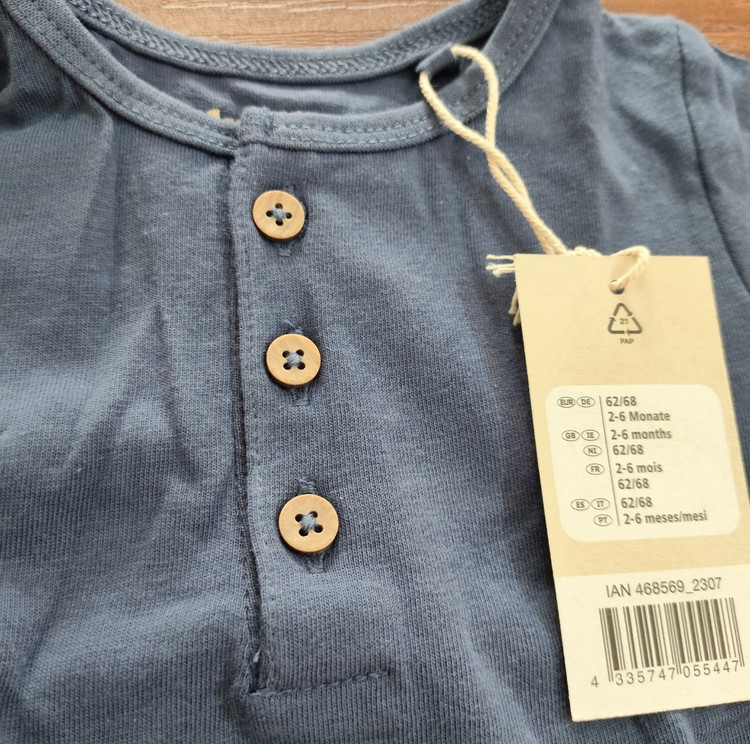 21
PAP
EUR DE 62/68
2-6 Monate
GB IE 2-6 months
NI 62/68
FR 2-6 mois
62/68
ES IT 62/68
PT 2-6 meses/mesi
IAN 468569_2307
4 335747 055447